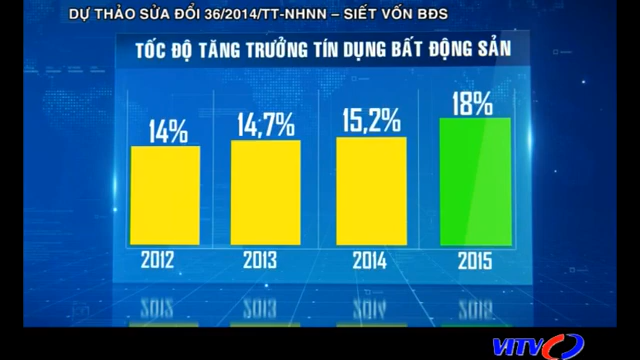 DỰ THẢO SỬA ĐỔI 36/2014/TT-NHNN – SIẾT VỐN BĐS
TỐC ĐỘ TĂNG TRƯỞNG TÍN DỤNG BẤT ĐỘNG SẢN
14% 14,7% 15,2% 18%
2012 2013 2014 2015
VITV